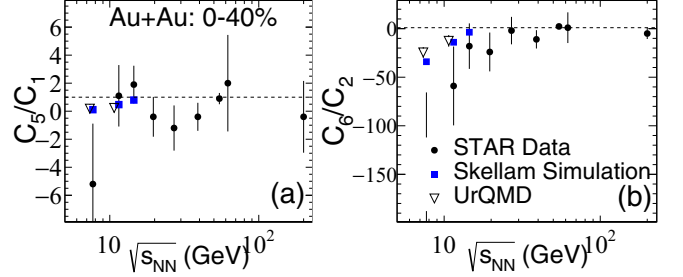 Au+Au: 0-40%
C5/C1
6
4
2
0
−2
−4
−6
(a)
10
10²
√sNN (GeV)
C6/C2
0
−50
−100
−150
STAR Data
Skellam Simulation
UrQMD
(b)
10
10²
√sNN (GeV)